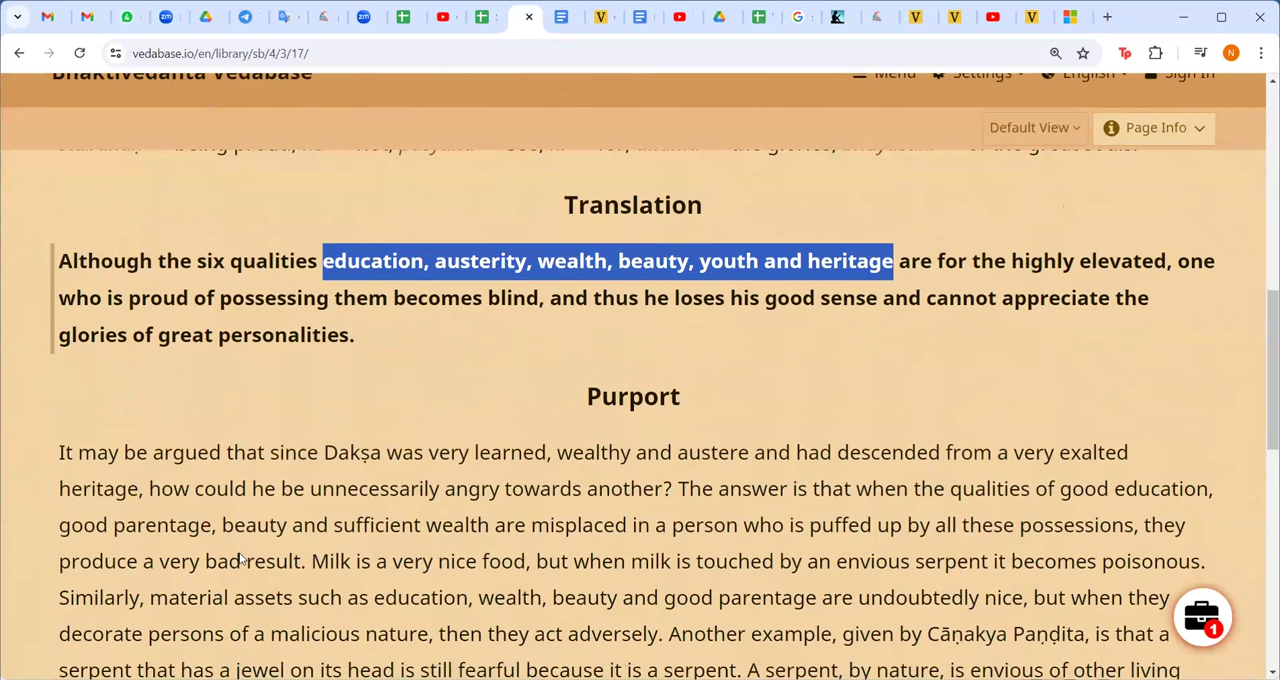 vedabase.io/en/library/sb/4/3/17/
Tp
N
Bhaktivedanta Vedabase
Menu Settings English Sign In
Default View
Page Info
being proud, the glories, of the great souls.
Translation
Although the six qualities education, austerity, wealth, beauty, youth and heritage are for the highly elevated, one
who is proud of possessing them becomes blind, and thus he loses his good sense and cannot appreciate the
glories of great personalities.
Purport
It may be argued that since Dakṣa was very learned, wealthy and austere and had descended from a very exalted
heritage, how could he be unnecessarily angry towards another? The answer is that when the qualities of good education,
good parentage, beauty and sufficient wealth are misplaced in a person who is puffed up by all these possessions, they
produce a very bad result. Milk is a very nice food, but when milk is touched by an envious serpent it becomes poisonous.
Similarly, material assets such as education, wealth, beauty and good parentage are undoubtedly nice, but when they
decorate persons of a malicious nature, then they act adversely. Another example, given by Cāṇakya Paṇḍita, is that a
serpent that has a jewel on its head is still fearful because it is a serpent. A serpent, by nature, is envious of other living
1